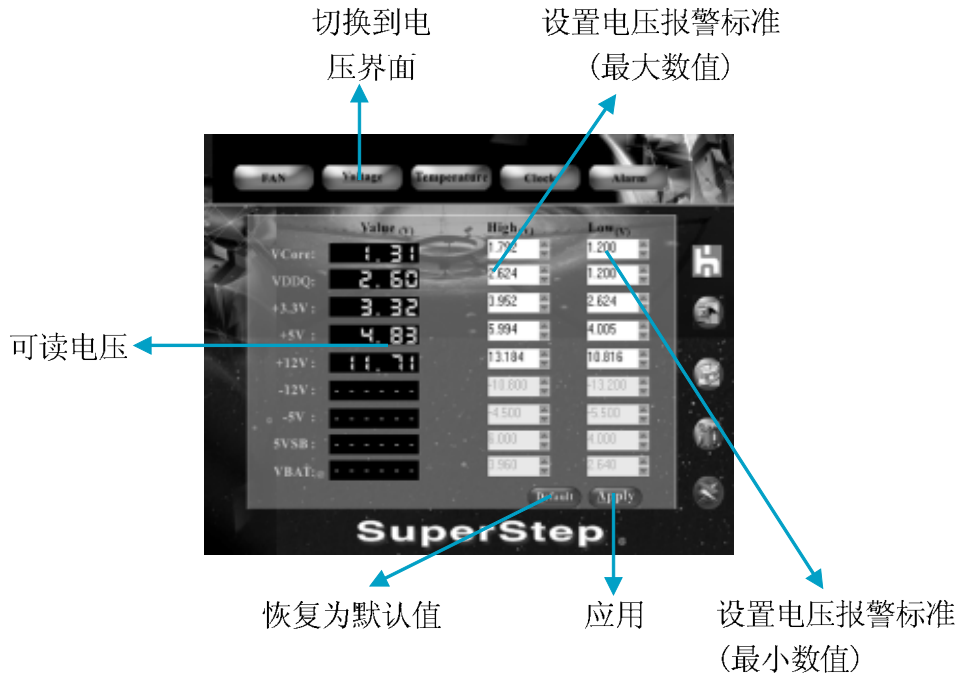 切换到电
压界面
设置电压报警标准
(最大数值)
FAN Voltage Temperature Clock Alarm
Value (V) High (V) Low (V)
VCore: 1.31 1.792 1.200
VDDQ: 2.60 2.624 1.200
+3.3V: 3.32 3.952 2.624
+5V : 4.83 5.994 4.005
+12V: 11.71 13.184 10.816
-12V : - - - - - - -10.800 -13.200
-5V : - - - - - - -4.500 -5.500
5VSB: - - - - - - 6.000 4.000
VBAT: - - - - - - 3.960 2.640
可读电压
Default Apply
SuperStep
恢复为默认值
应用
设置电压报警标准
(最小数值)